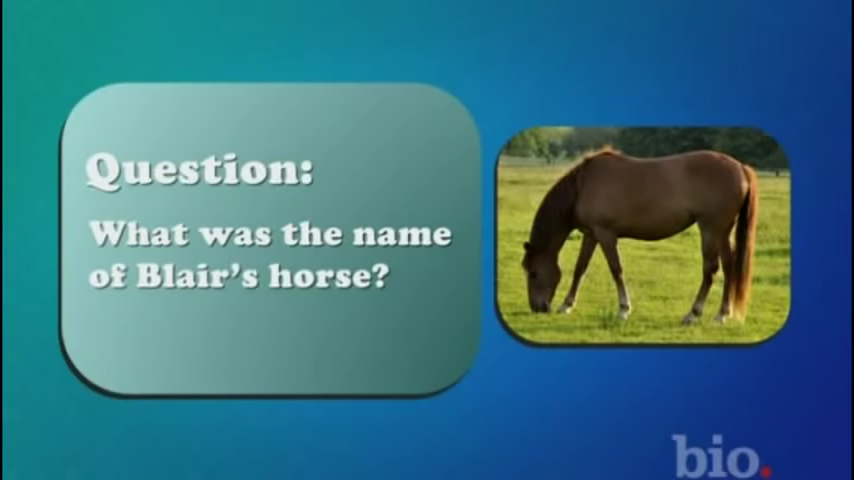 Question:
What was the name
of Blair's horse?
bio.